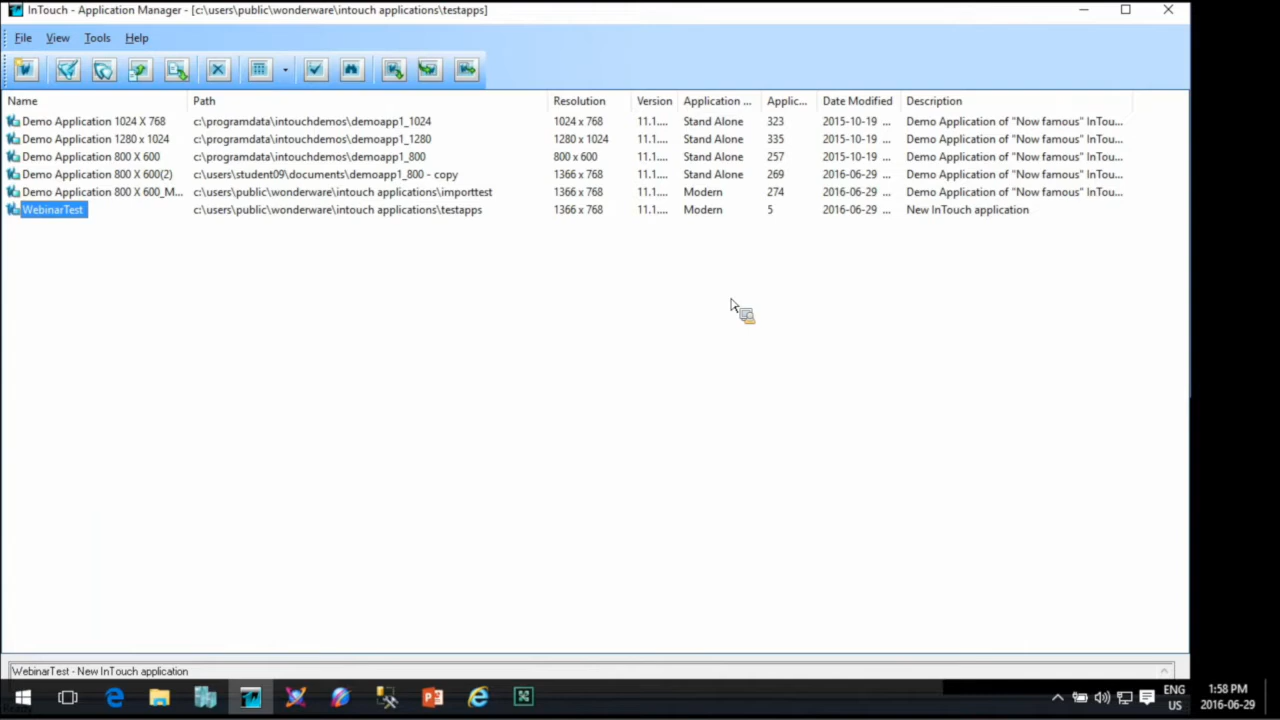 InTouch - Application Manager - [c:\users\public\wonderware\intouch applications\testapps]
File View Tools Help
Name Path Resolution Version Application ... Applic... Date Modified Description
Demo Application 1024 X 768 c:\programdata\intouchdemos\demoapp1_1024 1024 x 768 11.1.... Stand Alone 323 2015-10-19 ... Demo Application of "Now famous" InTou...
Demo Application 1280 x 1024 c:\programdata\intouchdemos\demoapp1_1280 1280 x 1024 11.1.... Stand Alone 335 2015-10-19 ... Demo Application of "Now famous" InTou...
Demo Application 800 X 600 c:\programdata\intouchdemos\demoapp1_800 800 x 600 11.1.... Stand Alone 257 2015-10-19 ... Demo Application of "Now famous" InTou...
Demo Application 800 X 600(2) c:\users\student09\documents\demoapp1_800 - copy 1366 x 768 11.1.... Stand Alone 269 2016-06-29 ... Demo Application of "Now famous" InTou...
Demo Application 800 X 600_M... c:\users\public\wonderware\intouch applications\importtest 1366 x 768 11.1.... Modern 274 2016-06-29 ... Demo Application of "Now famous" InTou...
WebinarTest c:\users\public\wonderware\intouch applications\testapps 1366 x 768 11.1.... Modern 5 2016-06-29 ... New InTouch application
WebinarTest - New InTouch application
ENG 1:58 PM
US 2016-06-29